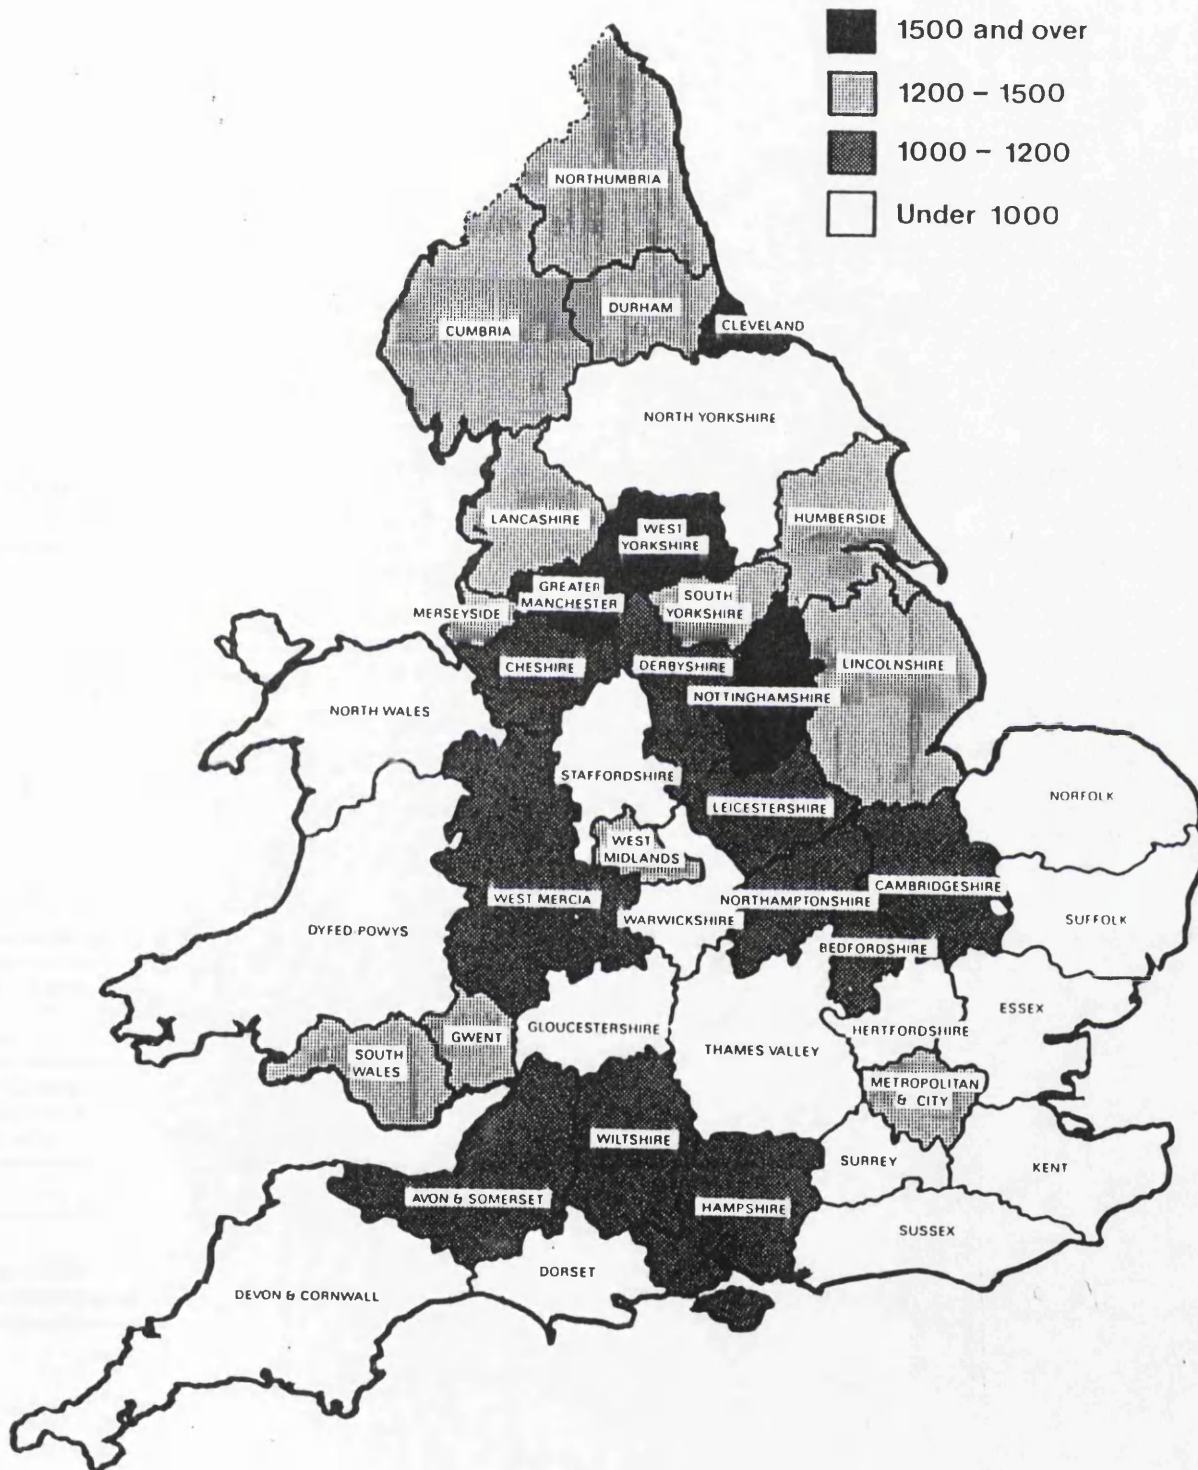 1500 and over
1200 – 1500
1000 – 1200
Under 1000
NORTHUMBRIA
DURHAM
CUMBRIA
CLEVELAND
NORTH YORKSHIRE
LANCASHIRE
HUMBERSIDE
WEST
YORKSHIRE
GREATER
MANCHESTER
SOUTH
YORKSHIRE
MERSEYSIDE
CHESHIRE
DERBYSHIRE
LINCOLNSHIRE
NOTTINGHAMSHIRE
NORTH WALES
STAFFORDSHIRE
LEICESTERSHIRE
NORFOLK
WEST
MIDLANDS
WEST MERCIA
WARWICKSHIRE
NORTHAMPTONSHIRE
CAMBRIDGESHIRE
SUFFOLK
DYFED-POWYS
BEDFORDSHIRE
ESSEX
GLOUCESTERSHIRE
HERTFORDSHIRE
GWENT
SOUTH
WALES
THAMES VALLEY
METROPOLITAN
& CITY
WILTSHIRE
SURREY
KENT
AVON & SOMERSET
HAMPSHIRE
SUSSEX
DORSET
DEVON & CORNWALL